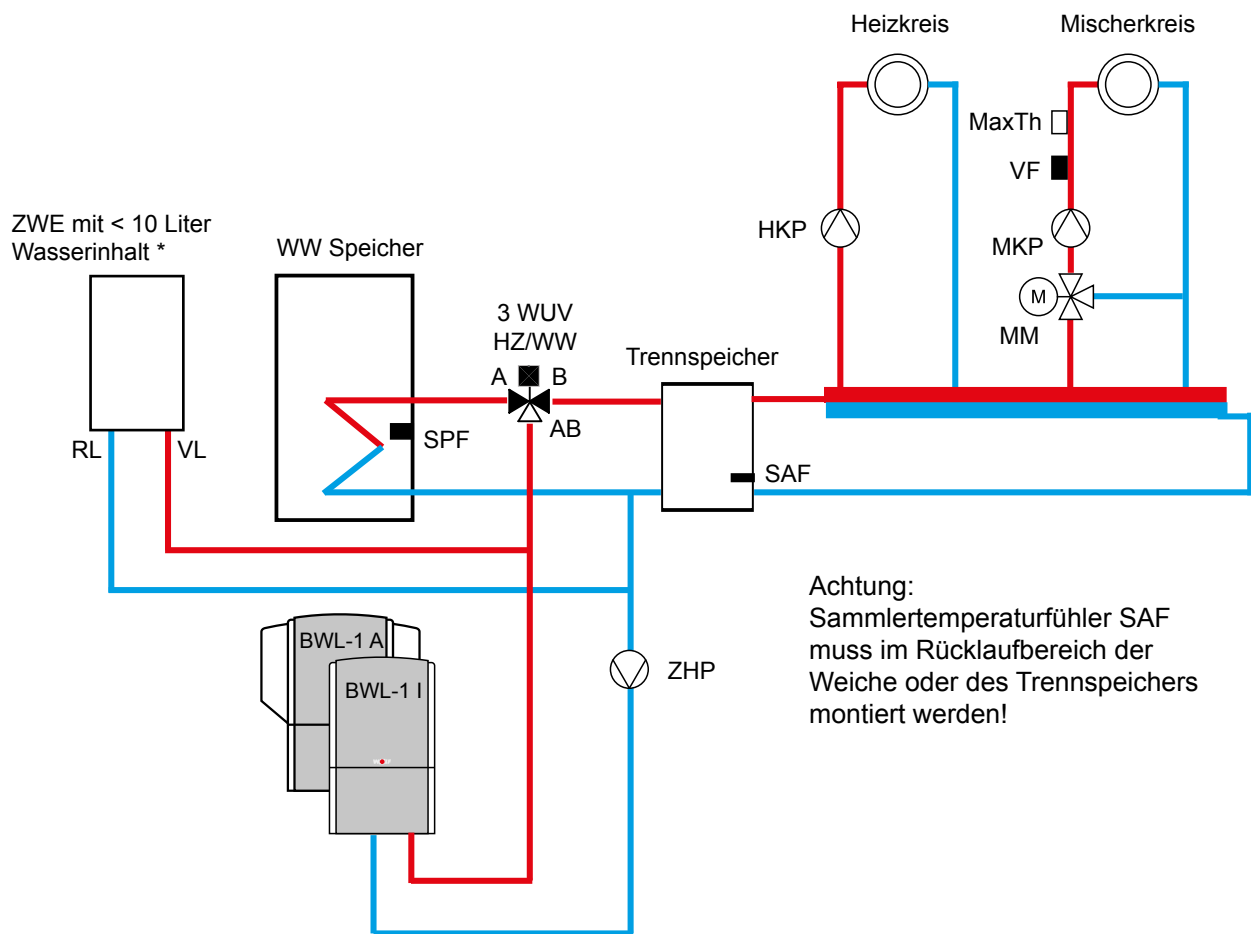 Heizkreis
Mischerkreis
MaxTh
VF
HKP
MKP
M
MM
ZWE mit < 10 Liter
Wasserinhalt *
WW Speicher
3 WUV
HZ/WW
A
B
AB
Trennspeicher
RL
VL
SPF
SAF
BWL-1 A
BWL-1 I
ZHP
Achtung:
Sammlertemperaturfühler SAF
muss im Rücklaufbereich der
Weiche oder des Trennspeichers
montiert werden!